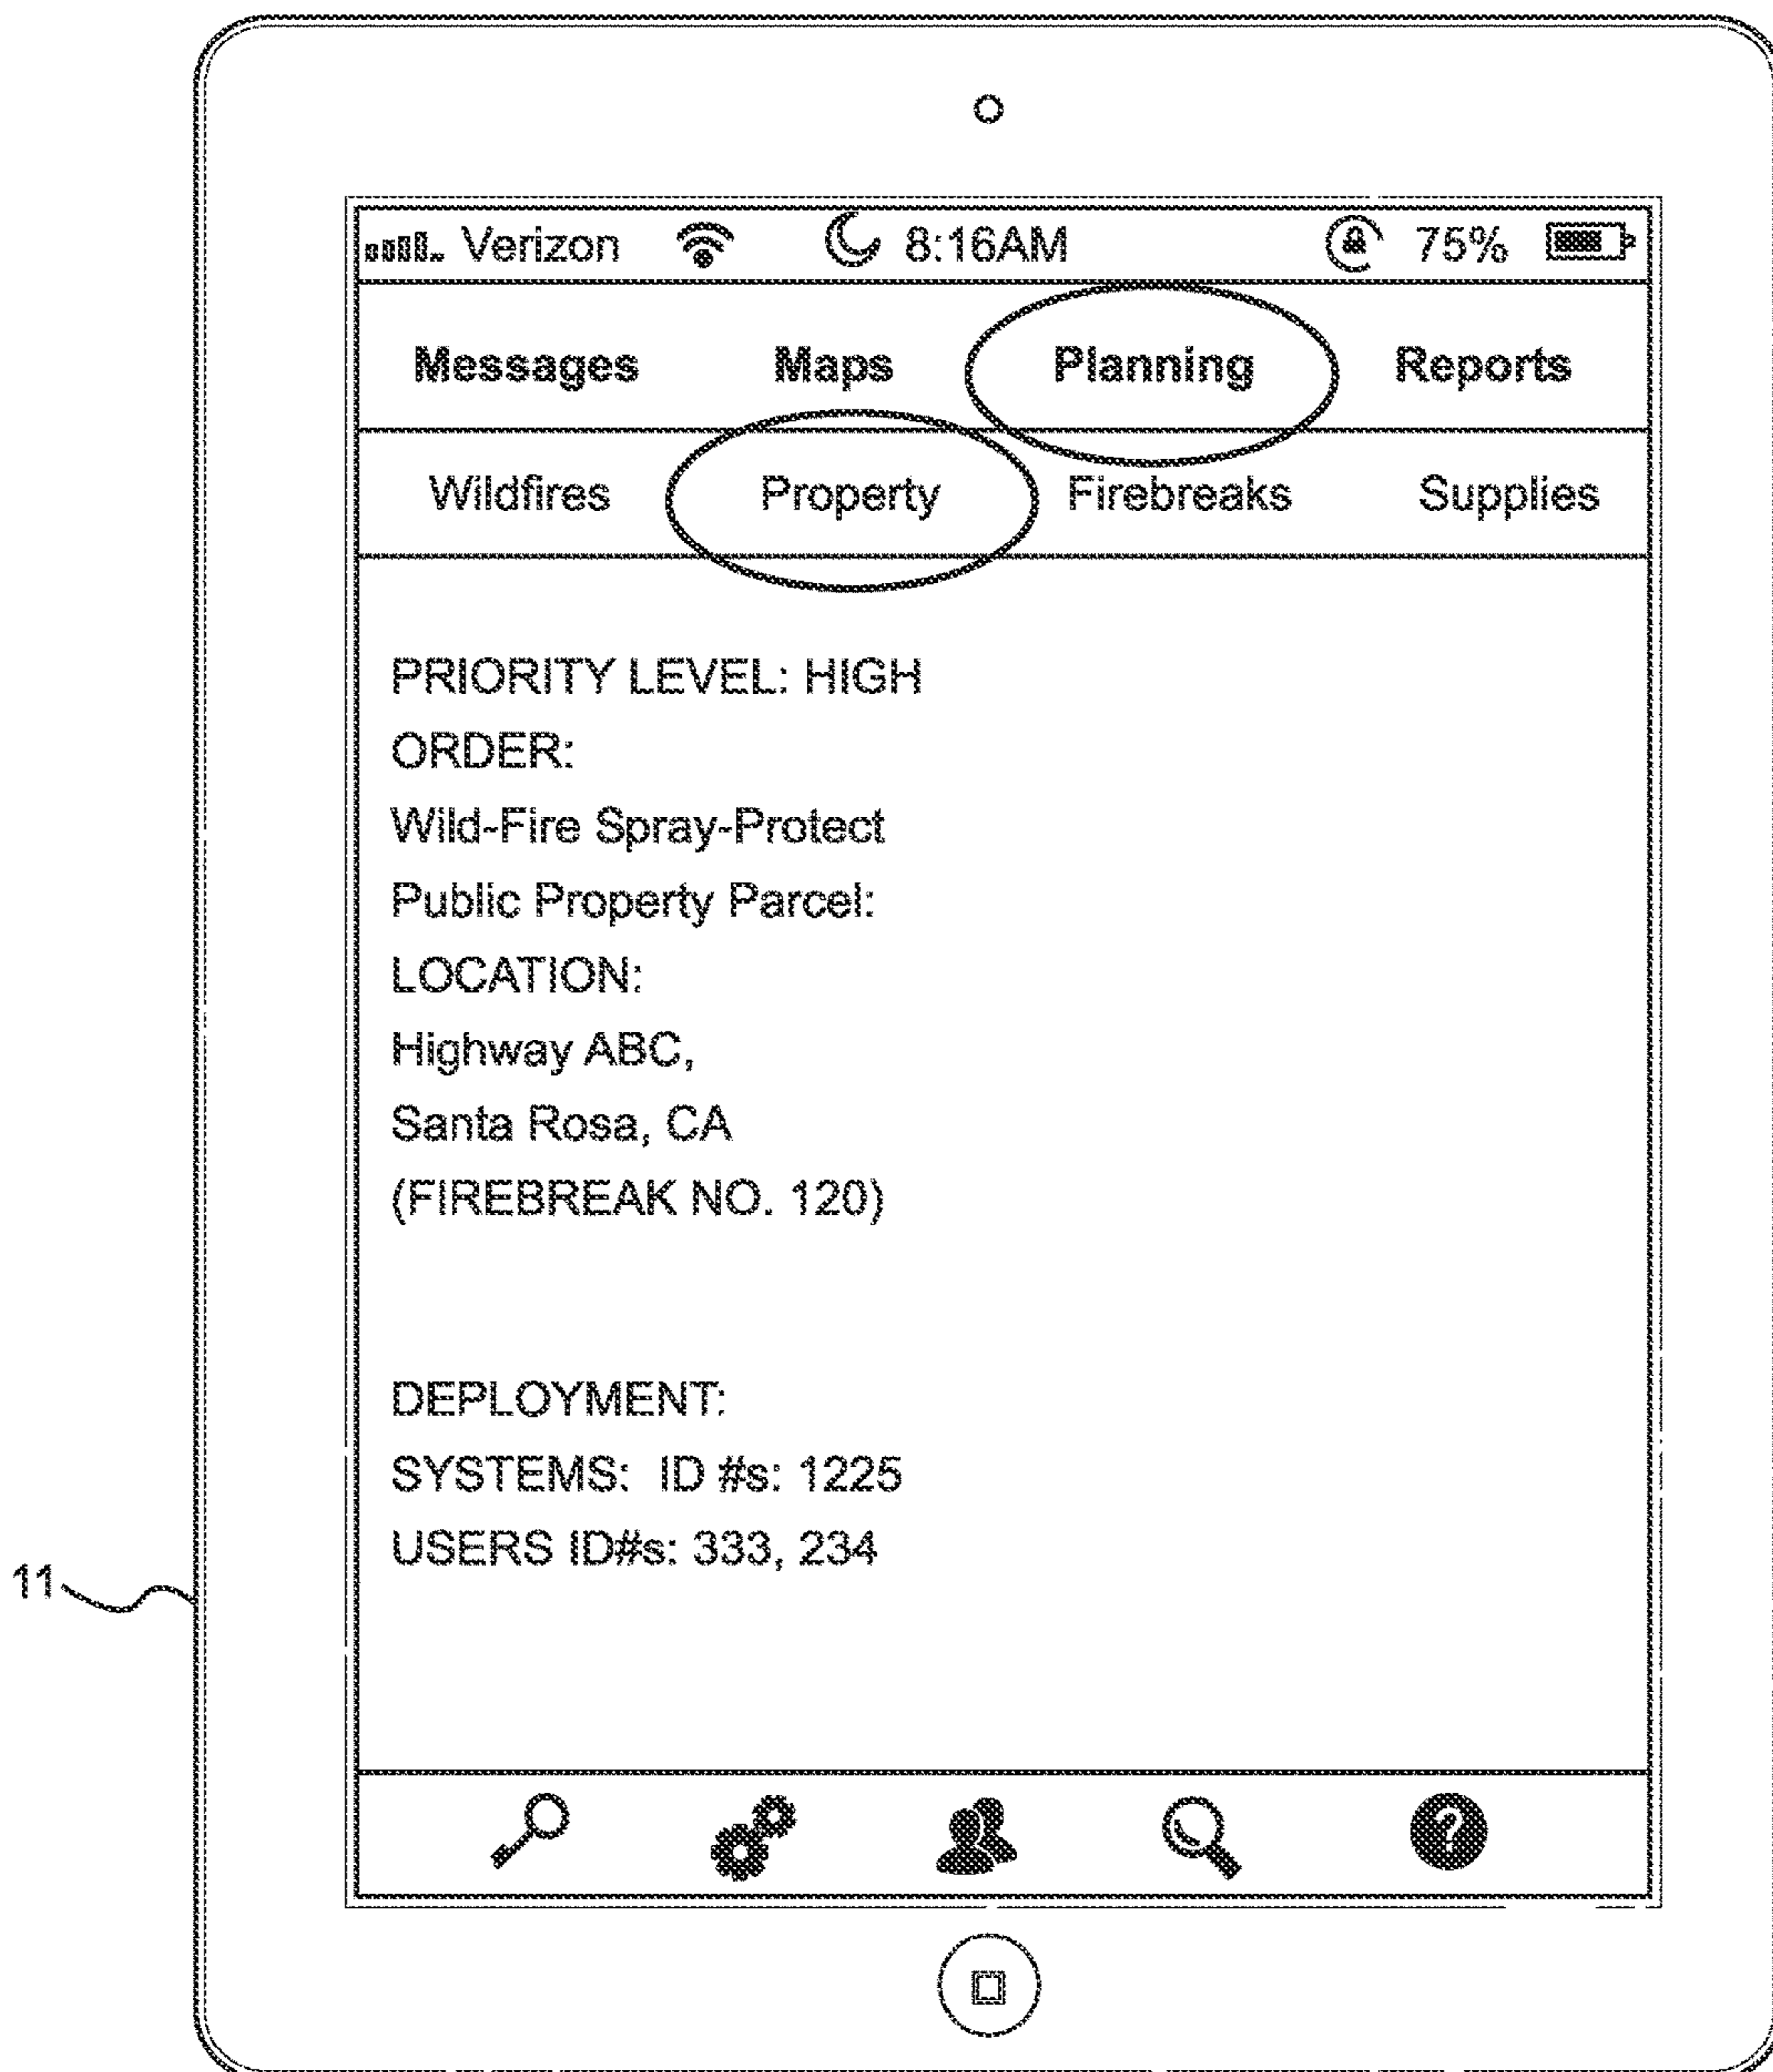 Verizon 8:16AM 75%
Messages Maps Planning Reports
Wildfires Property Firebreaks Supplies
PRIORITY LEVEL: HIGH
ORDER:
Wild-Fire Spray-Protect
Public Property Parcel:
LOCATION:
Highway ABC,
Santa Rosa, CA
(FIREBREAK NO. 120)
DEPLOYMENT:
SYSTEMS: ID #s: 1225
USERS ID#s: 333, 234
11
?